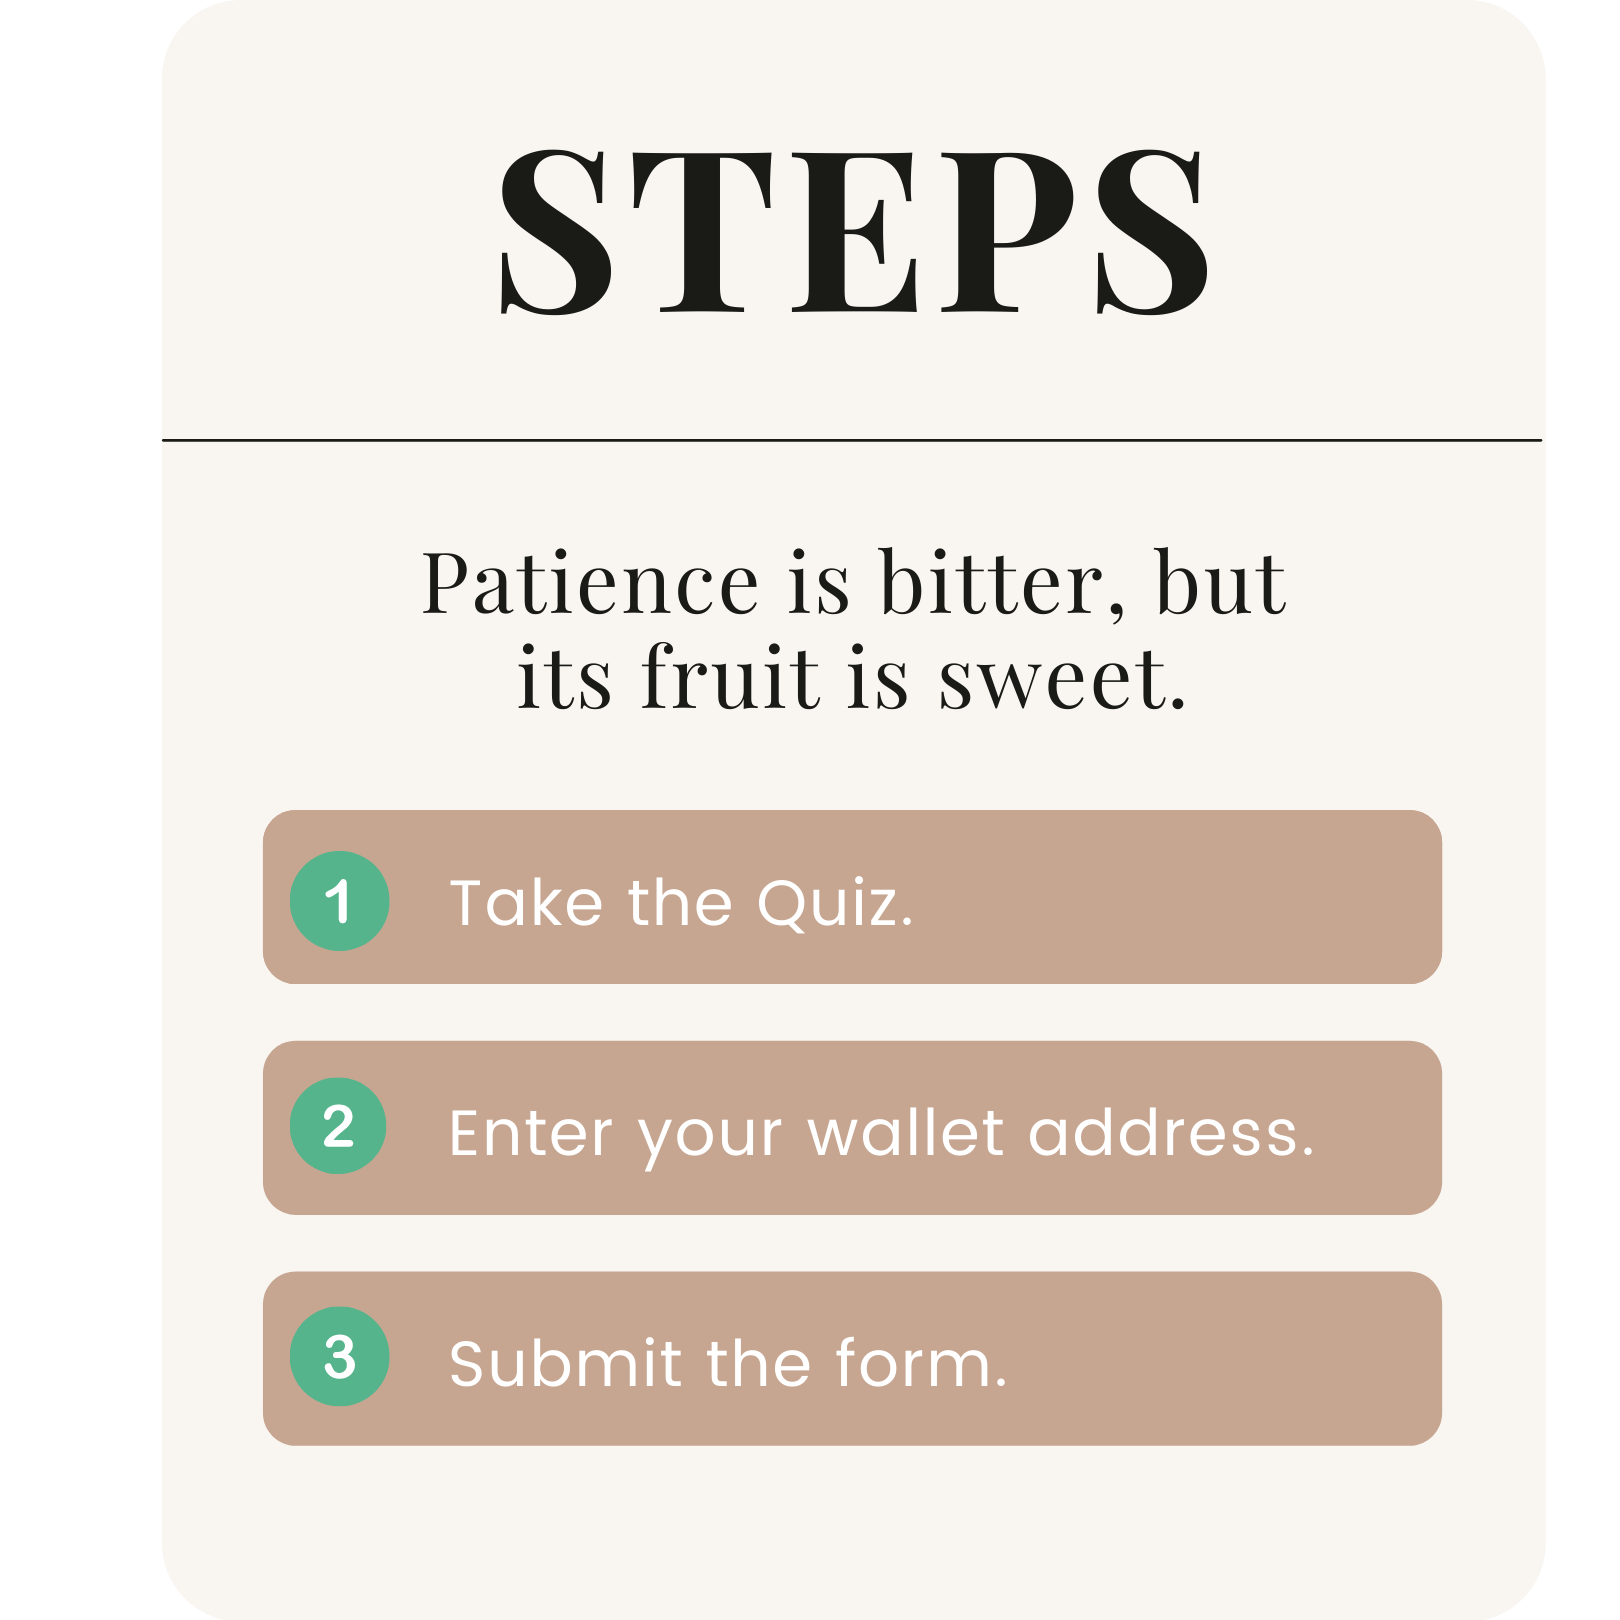 STEPS
Patience is bitter, but
its fruit is sweet.
1 Take the Quiz.
2 Enter your wallet address.
3 Submit the form.